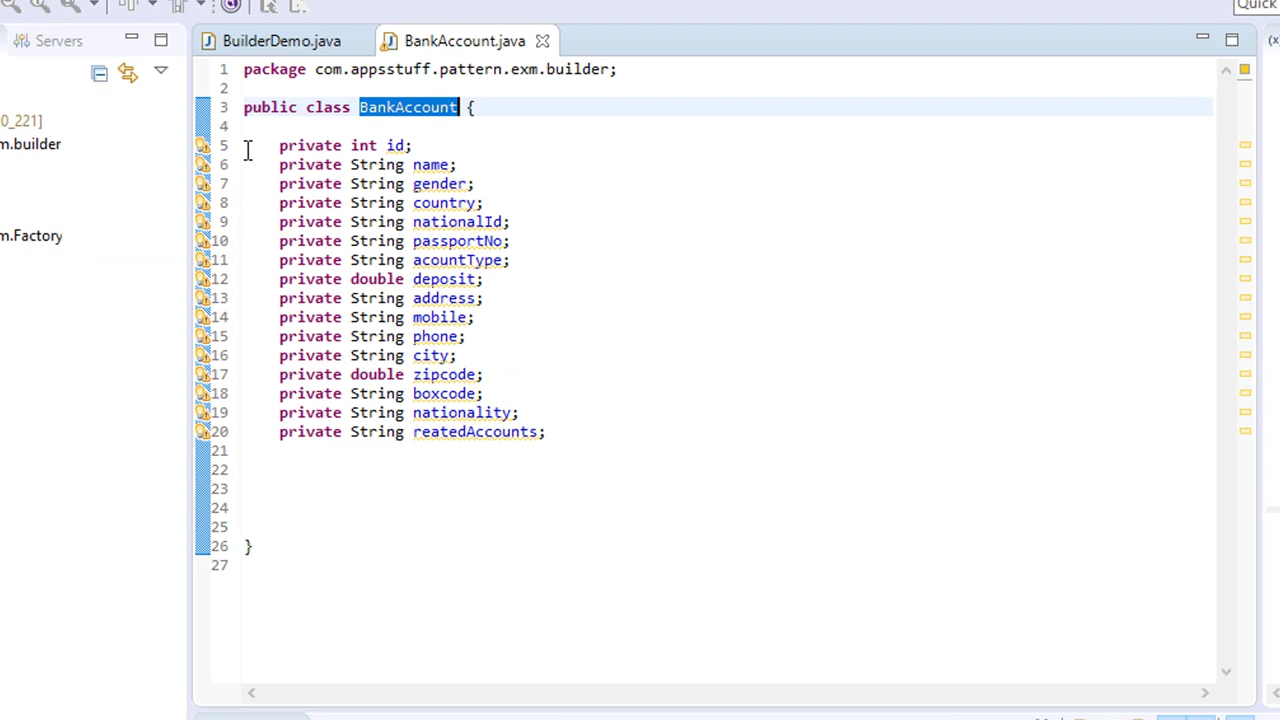 Quick
Servers
BuilderDemo.java
BankAccount.java
0_221]
m.builder
m.Factory
1 package com.appsstuff.pattern.exm.builder;
2
3 public class BankAccount {
4
5 private int id;
6 private String name;
7 private String gender;
8 private String country;
9 private String nationalId;
10 private String passportNo;
11 private String acountType;
12 private double deposit;
13 private String address;
14 private String mobile;
15 private String phone;
16 private String city;
17 private double zipcode;
18 private String boxcode;
19 private String nationality;
20 private String reatedAccounts;
21
22
23
24
25
26 }
27
(x